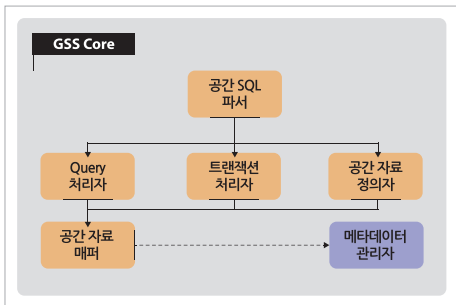 GSS Core
공간 SQL
파서
Query
처리자
트랜잭션
처리자
공간 자료
정의자
공간 자료
매퍼
메타데이터
관리자